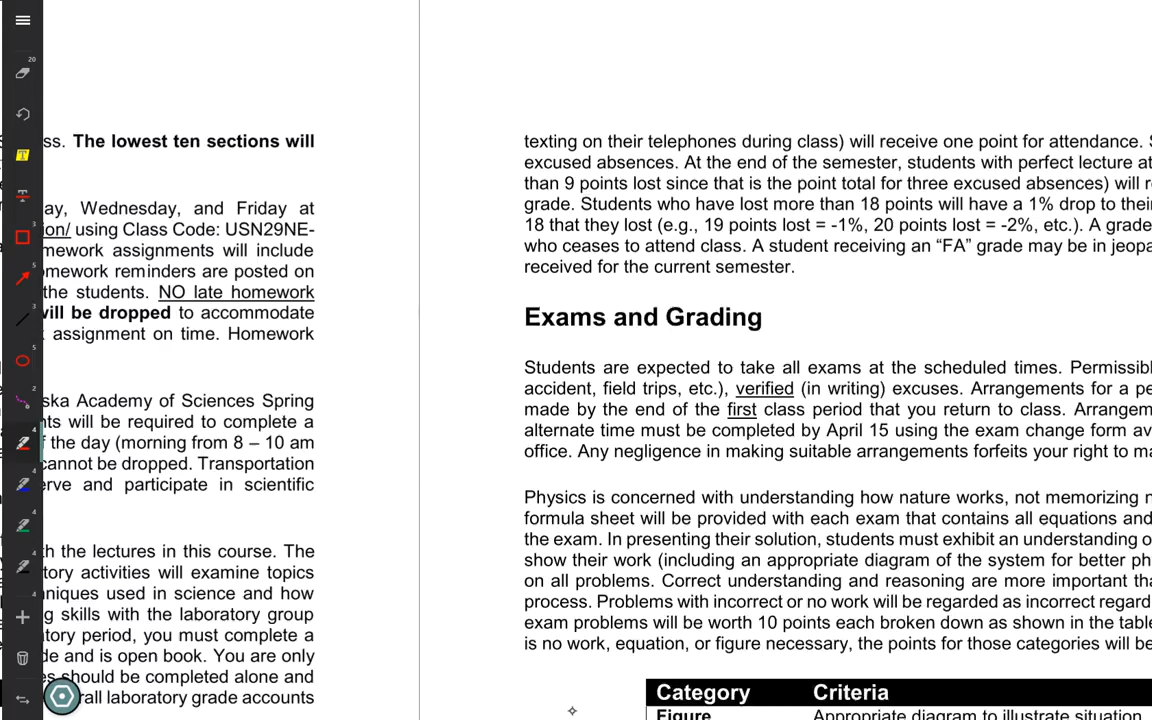 ss. The lowest ten sections will
ay, Wednesday, and Friday at
ion/ using Class Code: USN29NE-
mework assignments will include
omework reminders are posted on
the students. NO late homework
will be dropped to accommodate
assignment on time. Homework
ska Academy of Sciences Spring
nts will be required to complete a
f the day (morning from 8 – 10 am
cannot be dropped. Transportation
erve and participate in scientific
h the lectures in this course. The
tory activities will examine topics
niques used in science and how
g skills with the laboratory group
tory period, you must complete a
de and is open book. You are only
es should be completed alone and
rall laboratory grade accounts
texting on their telephones during class) will receive one point for attendance. S
excused absences. At the end of the semester, students with perfect lecture at
than 9 points lost since that is the point total for three excused absences) will r
grade. Students who have lost more than 18 points will have a 1% drop to their
18 that they lost (e.g., 19 points lost = -1%, 20 points lost = -2%, etc.). A grade
who ceases to attend class. A student receiving an “FA” grade may be in jeopa
received for the current semester.
Exams and Grading
Students are expected to take all exams at the scheduled times. Permissibl
accident, field trips, etc.), verified (in writing) excuses. Arrangements for a pe
made by the end of the first class period that you return to class. Arrangem
alternate time must be completed by April 15 using the exam change form av
office. Any negligence in making suitable arrangements forfeits your right to ma
Physics is concerned with understanding how nature works, not memorizing n
formula sheet will be provided with each exam that contains all equations and
the exam. In presenting their solution, students must exhibit an understanding o
show their work (including an appropriate diagram of the system for better ph
on all problems. Correct understanding and reasoning are more important tha
process. Problems with incorrect or no work will be regarded as incorrect regard
exam problems will be worth 10 points each broken down as shown in the table
is no work, equation, or figure necessary, the points for those categories will be
Category Criteria
Figure Appropriate diagram to illustrate situation